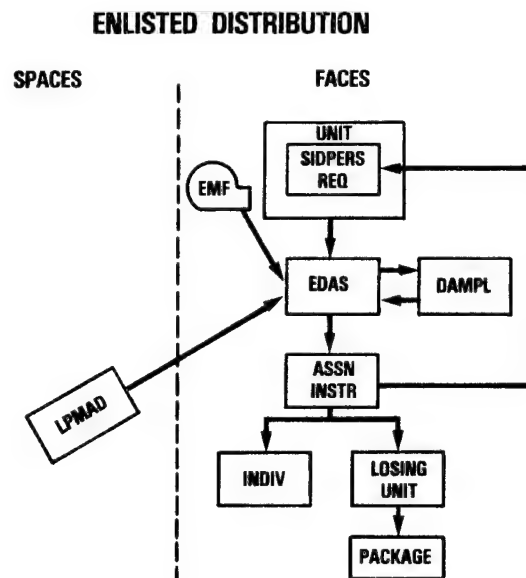 ENLISTED DISTRIBUTION
SPACES
FACES
UNIT
SIDPERS
REQ
EMF
EDAS
DAMPL
LPMAD
ASSN
INSTR
INDIV
LOSING
UNIT
PACKAGE